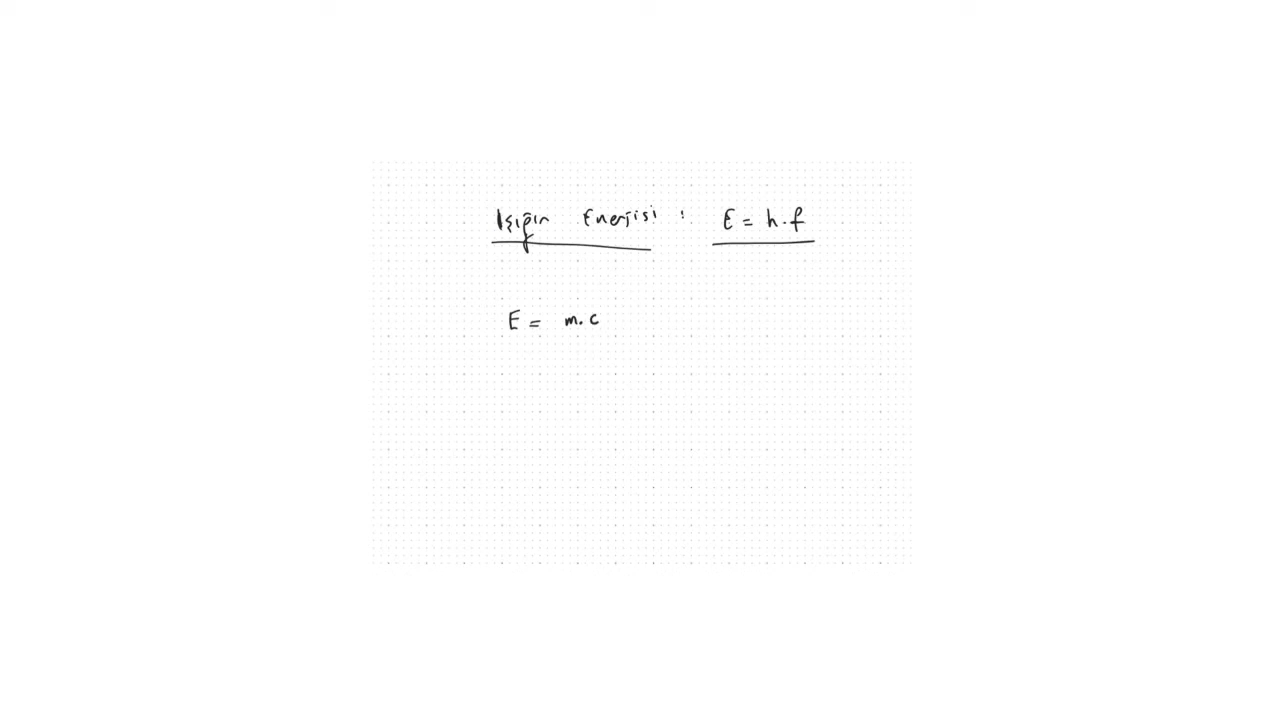 Işığın Enerjisi : E = h.f
E = m.c